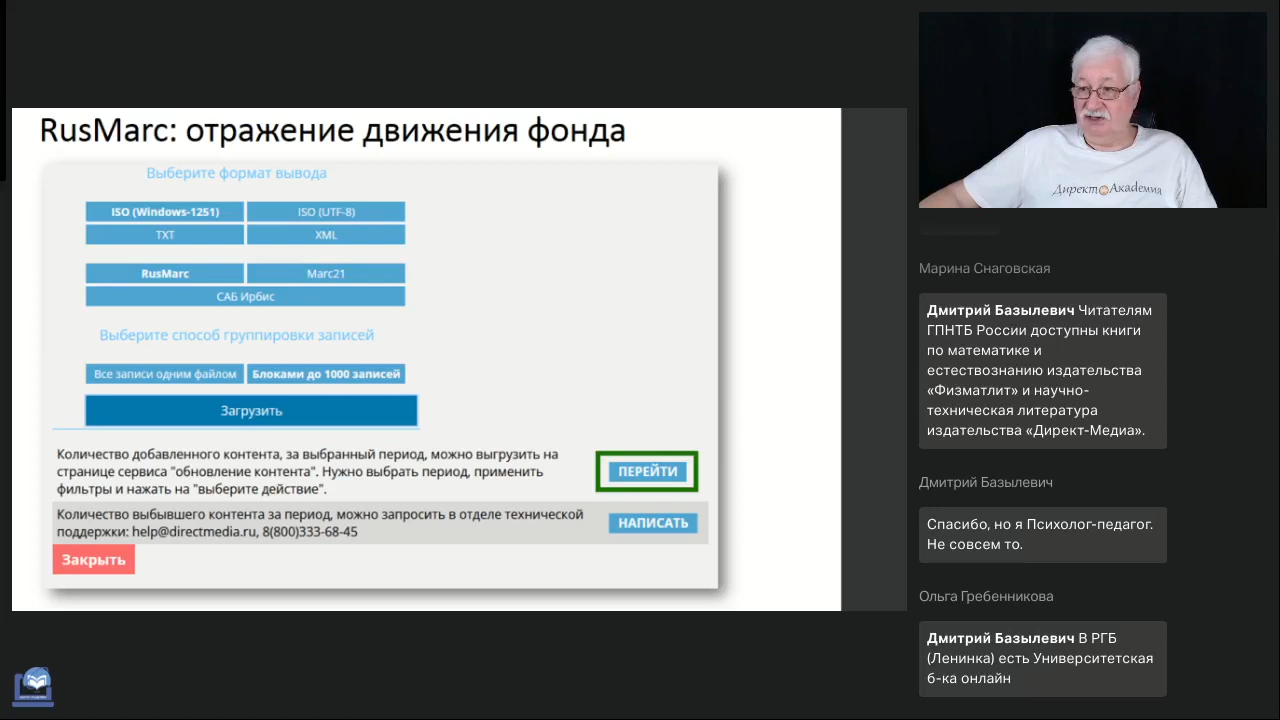 RusMarc: отражение движения фонда
Выберите формат вывода
ISO (Windows-1251)
ISO (UTF-8)
TXT
XML
RusMarc
Marc21
САБ Ирбис
Выберите способ группировки записей
Все записи одним файлом
Блоками до 1000 записей
Загрузить
Количество добавленного контента, за выбранный период, можно выгрузить на
странице сервиса "обновление контента". Нужно выбрать период, применить
фильтры и нажать на "выберите действие".
ПЕРЕЙТИ
Количество выбывшего контента за период, можно запросить в отделе технической
поддержки: help@directmedia.ru, 8(800)333-68-45
НАПИСАТЬ
Закрыть
Директ Академия
Марина Снаговская
Дмитрий Базылевич Читателям
ГПНТБ России доступны книги
по математике и
естествознанию издательства
«Физматлит» и научно-
техническая литература
издательства «Директ-Медиа».
Дмитрий Базылевич
Спасибо, но я Психолог-педагог.
Не совсем то.
Ольга Гребенникова
Дмитрий Базылевич В РГБ
(Ленинка) есть Университетская
б-ка онлайн